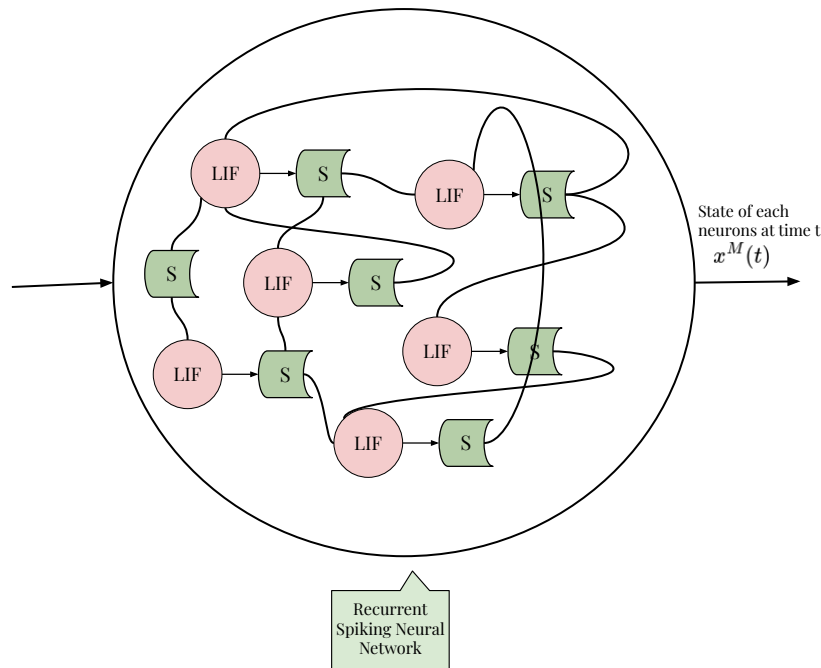 LIF
S
LIF
S
S
LIF
S
State of each
neurons at time t
x^M(t)
LIF
S
LIF
S
LIF
S
LIF
S
Recurrent
Spiking Neural
Network